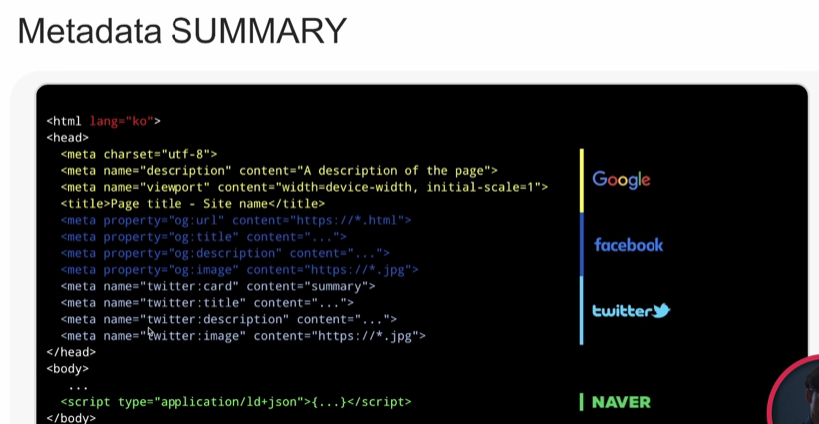 Metadata SUMMARY
<html lang="ko">
<head>
<meta charset="utf-8">
<meta name="description" content="A description of the page">
<meta name="viewport" content="width=device-width, initial-scale=1">
<title>Page title - Site name</title>
Google
<meta property="og:url" content="https://*.html">
<meta property="og:title" content="...">
<meta property="og:description" content="...">
<meta property="og:image" content="https://*.jpg">
facebook
<meta name="twitter:card" content="summary">
<meta name="twitter:title" content="...">
<meta name="twitter:description" content="...">
<meta name="twitter:image" content="https://*.jpg">
twitter
</head>
<body>
...
<script type="application/ld+json">{...}</script>
NAVER
</body>